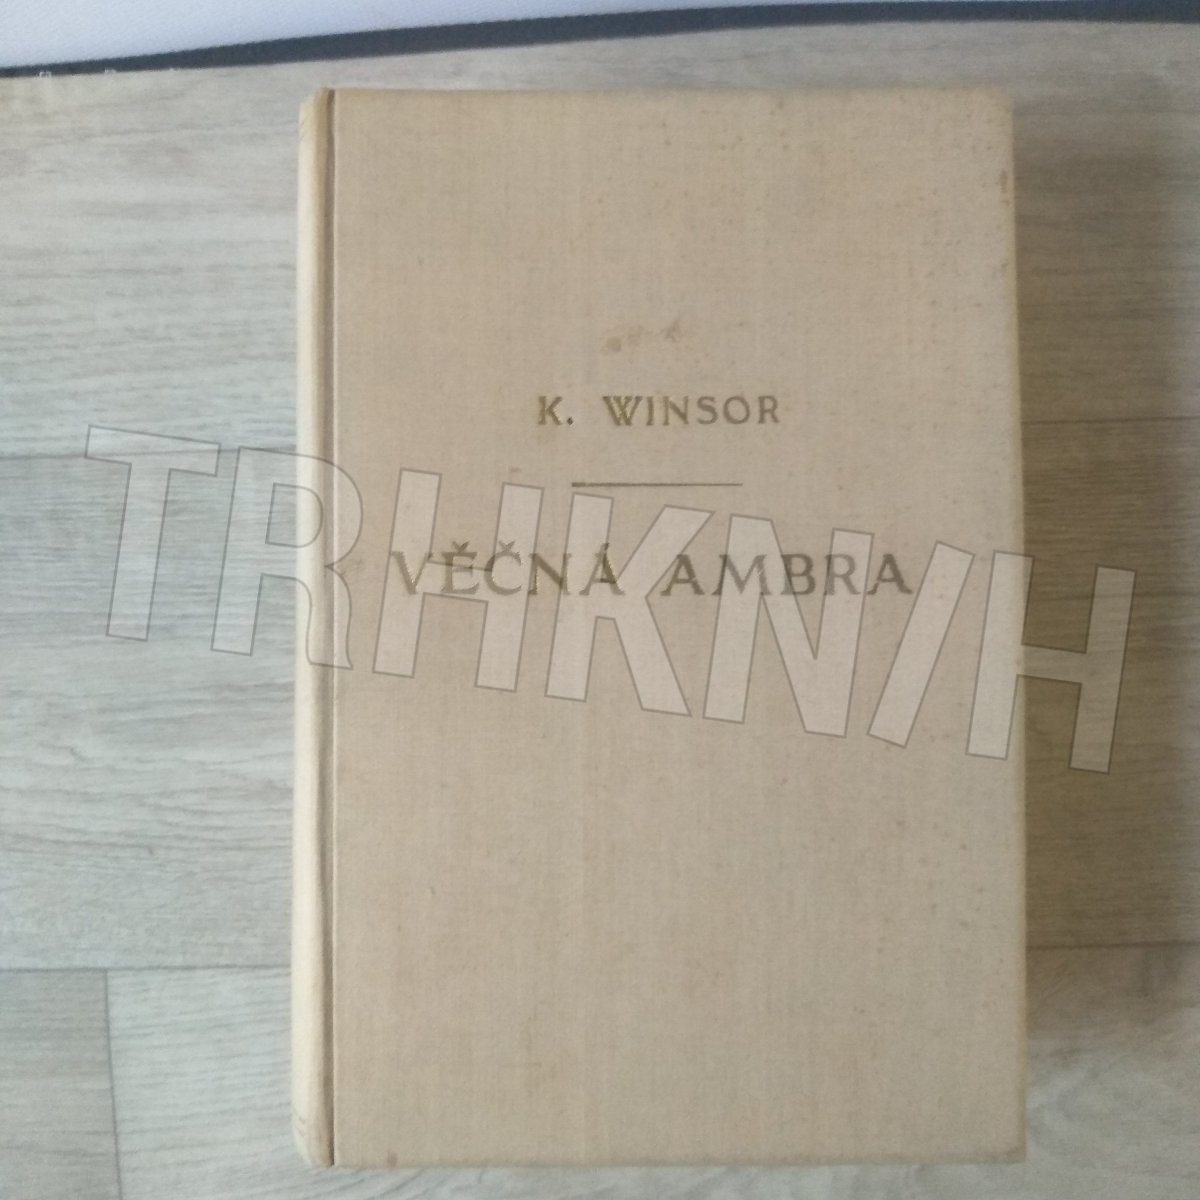 K. WINSOR
VĚČNÁ AMBRA
TRHKNIH